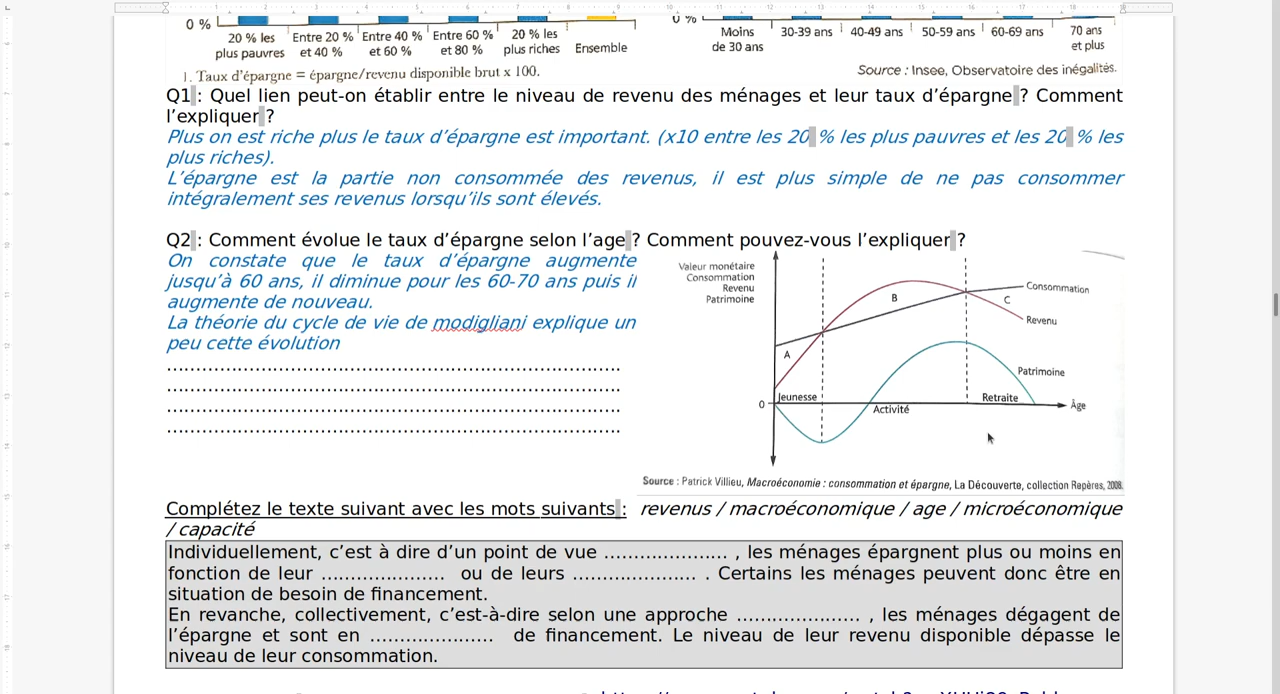 0 % 0 %
20 % les Entre 20 % Entre 40 % Entre 60 % 20 % les Moins 30-39 ans 40-49 ans 50-59 ans 60-69 ans 70 ans
plus pauvres et 40 % et 60 % et 80 % plus riches Ensemble de 30 ans et plus
1. Taux d'épargne = épargne/revenu disponible brut x 100. Source : Insee, Observatoire des inégalités.
Q1 : Quel lien peut-on établir entre le niveau de revenu des ménages et leur taux d'épargne ? Comment
l'expliquer ?
Plus on est riche plus le taux d'épargne est important. (x10 entre les 20 % les plus pauvres et les 20 % les
plus riches).
L'épargne est la partie non consommée des revenus, il est plus simple de ne pas consommer
intégralement ses revenus lorsqu'ils sont élevés.
Q2 : Comment évolue le taux d'épargne selon l'age ? Comment pouvez-vous l'expliquer ?
On constate que le taux d'épargne augmente
jusqu'à 60 ans, il diminue pour les 60-70 ans puis il
augmente de nouveau.
La théorie du cycle de vie de modigliani explique un
peu cette évolution
............................................................................
............................................................................
............................................................................
............................................................................
Valeur monétaire
Consommation
Revenu
Patrimoine
Consommation
B
C
Revenu
A
Patrimoine
Jeunesse
Retraite
0
Activité
Âge
Source : Patrick Villieu, Macroéconomie : consommation et épargne, La Découverte, collection Repères, 2008.
Complétez le texte suivant avec les mots suivants : revenus / macroéconomique / age / microéconomique
/ capacité
Individuellement, c'est à dire d'un point de vue ..................... , les ménages épargnent plus ou moins en
fonction de leur ..................... ou de leurs ..................... . Certains les ménages peuvent donc être en
situation de besoin de financement.
En revanche, collectivement, c'est-à-dire selon une approche ..................... , les ménages dégagent de
l'épargne et sont en ..................... de financement. Le niveau de leur revenu disponible dépasse le
niveau de leur consommation.